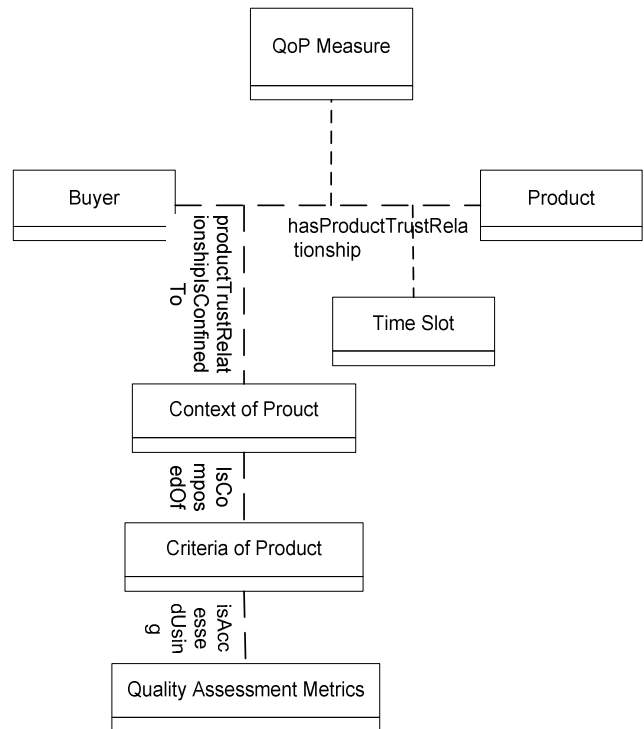 QoP Measure
Buyer
Product
hasProductTrustRela
tionship
productTrustRelat
ionshipIsConfined
To
Time Slot
Context of Prouct
IsCo
mpos
edOf
Criteria of Product
isAcc
esse
dUsin
g
Quality Assessment Metrics